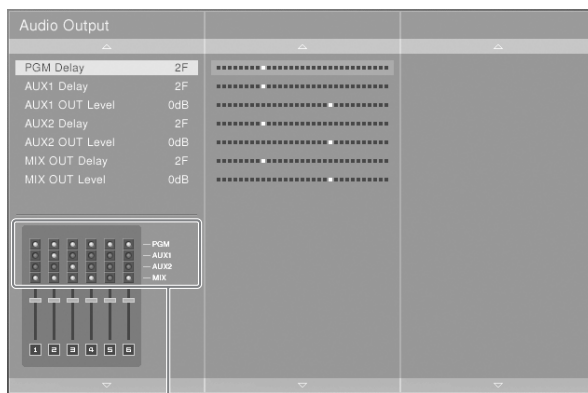 Audio Output
PGM Delay 2F
AUX1 Delay 2F
AUX1 OUT Level 0dB
AUX2 Delay 2F
AUX2 OUT Level 0dB
MIX OUT Delay 2F
MIX OUT Level 0dB
PGM
AUX1
AUX2
MIX
1 2 3 4 5 6